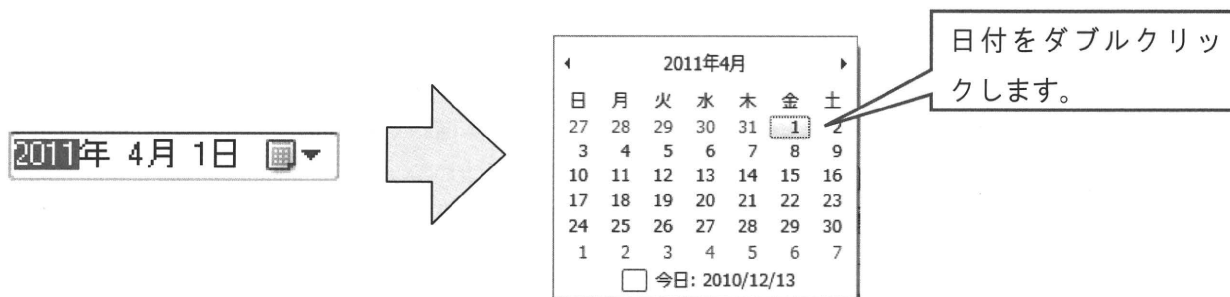 2011年 4月 1日
2011年4月
日 月 火 水 木 金 土
27 28 29 30 31 1 2
3 4 5 6 7 8 9
10 11 12 13 14 15 16
17 18 19 20 21 22 23
24 25 26 27 28 29 30
1 2 3 4 5 6 7
今日: 2010/12/13
日付をダブルクリッ
クします。